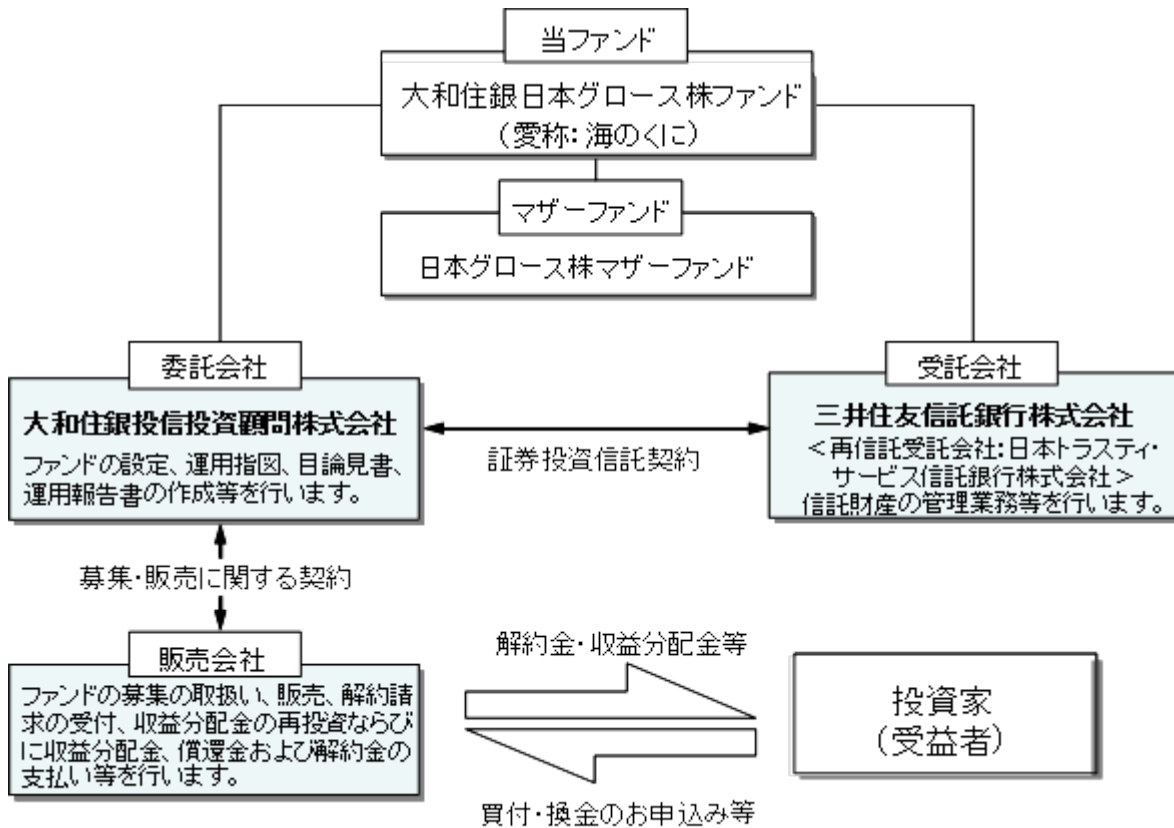 当ファンド
大和住銀日本グロース株ファンド
(愛称:海のくに)
マザーファンド
日本グロース株マザーファンド
委託会社
大和住銀投信投資顧問株式会社
ファンドの設定、運用指図、目論見書、
運用報告書の作成等を行います。
証券投資信託契約
受託会社
三井住友信託銀行株式会社
<再信託受託会社:日本トラスティ・
サービス信託銀行株式会社>
信託財産の管理業務等を行います。
募集・販売に関する契約
販売会社
ファンドの募集の取扱い、販売、解約請
求の受付、収益分配金の再投資ならび
に収益分配金、償還金および解約金の
支払い等を行います。
解約金・収益分配金等
買付・換金のお申込み等
投資家
(受益者)